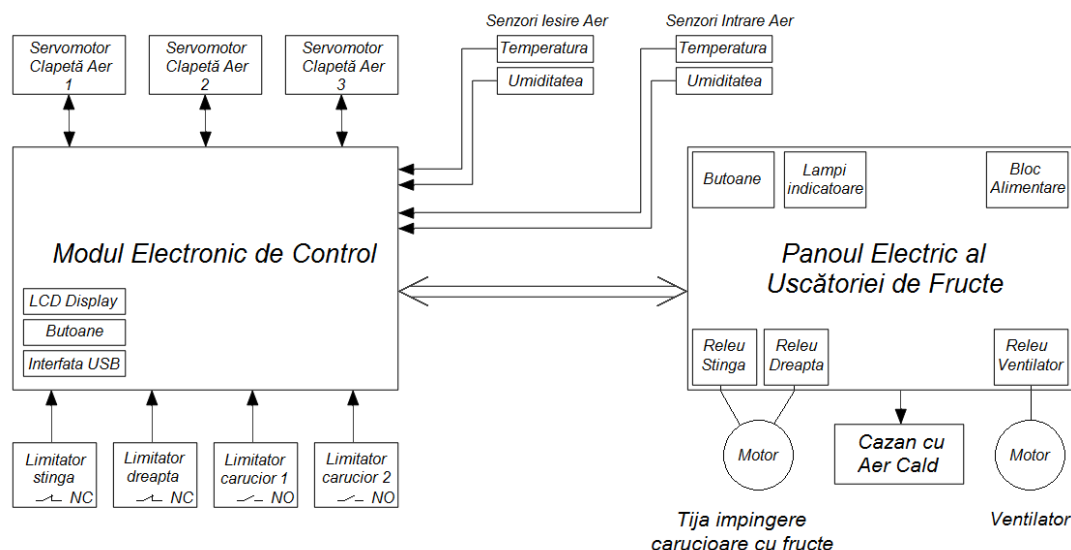 Senzori Iesire Aer
Senzori Intrare Aer
Servomotor
Clapetă Aer
1
Servomotor
Clapetă Aer
2
Servomotor
Clapetă Aer
3
Temperatura
Umiditatea
Temperatura
Umiditatea
Modul Electronic de Control
LCD Display
Butoane
Interfata USB
Butoane
Lampi
indicatoare
Bloc
Alimentare
Panoul Electric al
Uscătoriei de Fructe
Releu
Stinga
Releu
Dreapta
Releu
Ventilator
Limitator
stinga
NC
Limitator
dreapta
NC
Limitator
carucior 1
NO
Limitator
carucior 2
NO
Motor
Cazan cu
Aer Cald
Motor
Tija impingere
carucioare cu fructe
Ventilator